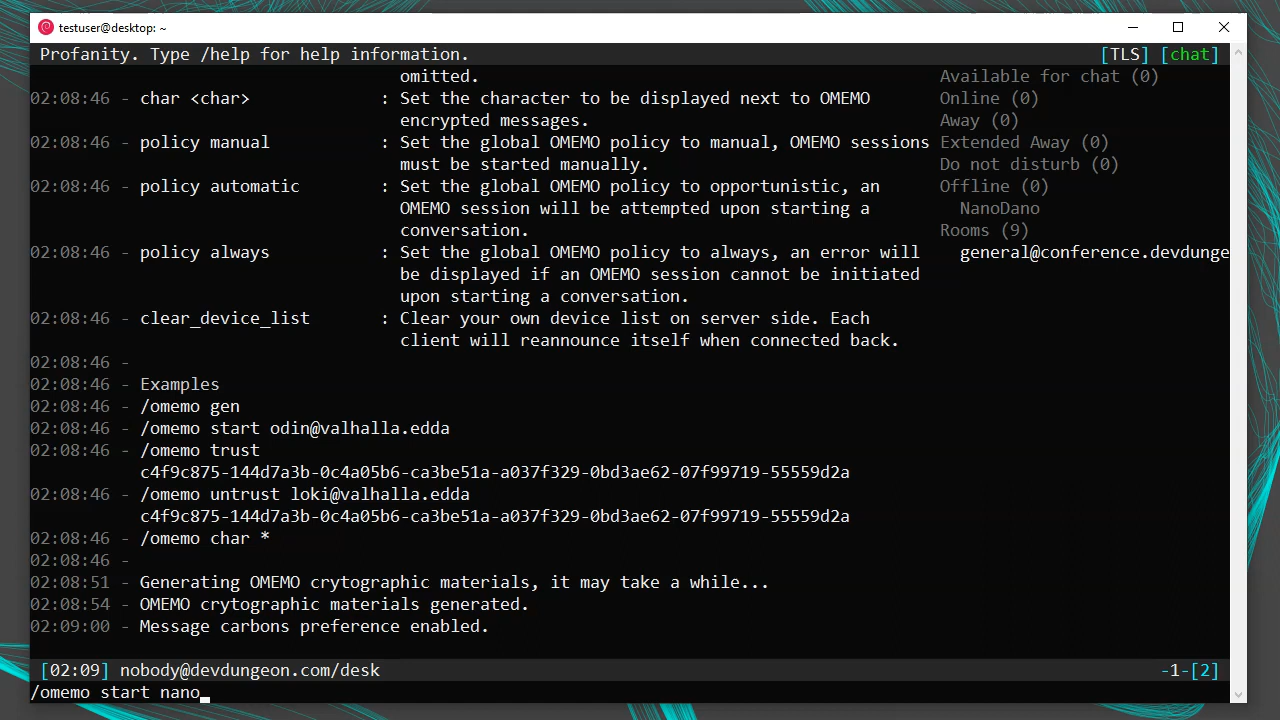 testuser@desktop: ~
Profanity. Type /help for help information. [TLS] [chat]
omitted. Available for chat (0)
02:08:46 - char <char> : Set the character to be displayed next to OMEMO Online (0)
encrypted messages. Away (0)
02:08:46 - policy manual : Set the global OMEMO policy to manual, OMEMO sessions Extended Away (0)
must be started manually. Do not disturb (0)
02:08:46 - policy automatic : Set the global OMEMO policy to opportunistic, an Offline (0)
OMEMO session will be attempted upon starting a NanoDano
conversation. Rooms (9)
02:08:46 - policy always : Set the global OMEMO policy to always, an error will general@conference.devdunge
be displayed if an OMEMO session cannot be initiated
upon starting a conversation.
02:08:46 - clear_device_list : Clear your own device list on server side. Each
client will reannounce itself when connected back.
02:08:46 -
02:08:46 - Examples
02:08:46 - /omemo gen
02:08:46 - /omemo start odin@valhalla.edda
02:08:46 - /omemo trust
c4f9c875-144d7a3b-0c4a05b6-ca3be51a-a037f329-0bd3ae62-07f99719-55559d2a
02:08:46 - /omemo untrust loki@valhalla.edda
c4f9c875-144d7a3b-0c4a05b6-ca3be51a-a037f329-0bd3ae62-07f99719-55559d2a
02:08:46 - /omemo char *
02:08:46 -
02:08:51 - Generating OMEMO crytographic materials, it may take a while...
02:08:54 - OMEMO crytographic materials generated.
02:09:00 - Message carbons preference enabled.
[02:09] nobody@devdungeon.com/desk -1-[2]
/omemo start nano